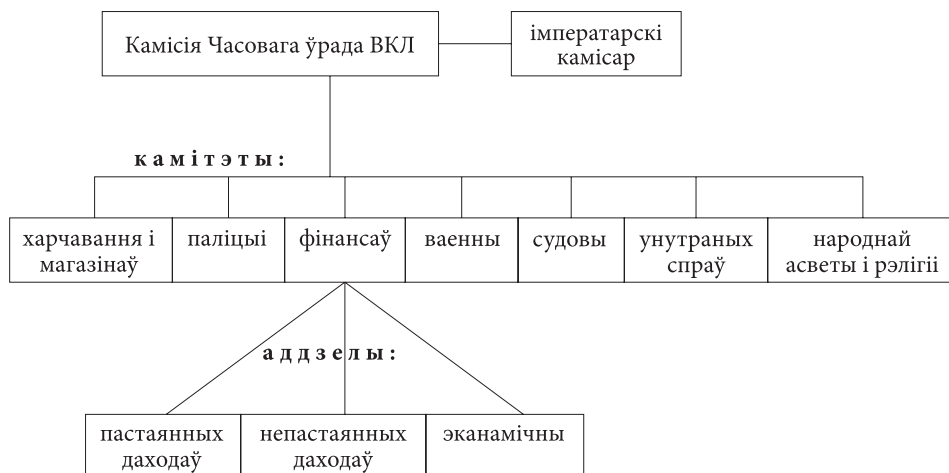 Камісія Часовага ўрада ВКЛ
імператарскі
камісар
камітэты:
харчавання і
магазінаў
паліцыі
фінансаў
ваенны
судовы
унутраных
спраў
народнай
асветы і рэлігіі
аддзелы:
пастаянных
даходаў
непастаянных
даходаў
эканамічны